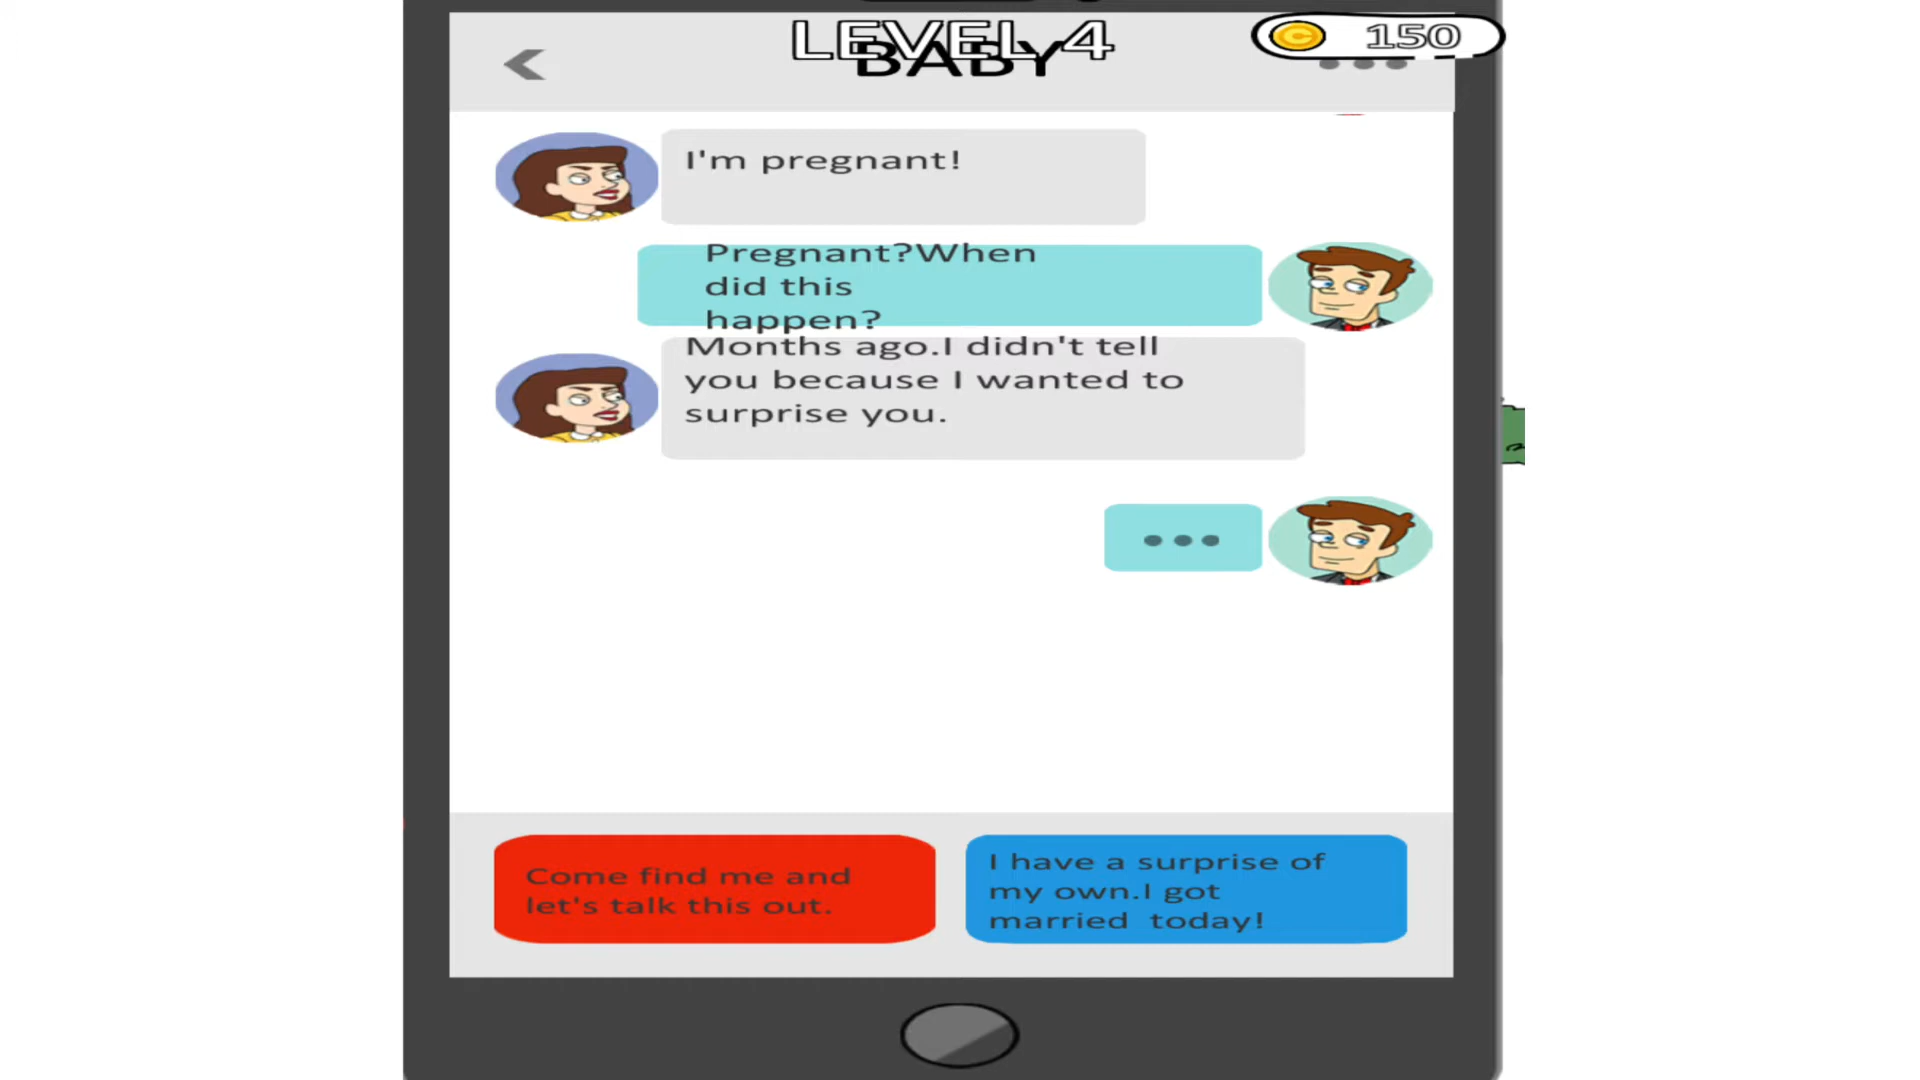 LEVEL 4
BABY
150
I'm pregnant!
Pregnant?When
did this
happen?
Months ago.I didn't tell
you because I wanted to
surprise you.
Come find me and
let's talk this out.
I have a surprise of
my own.I got
married today!